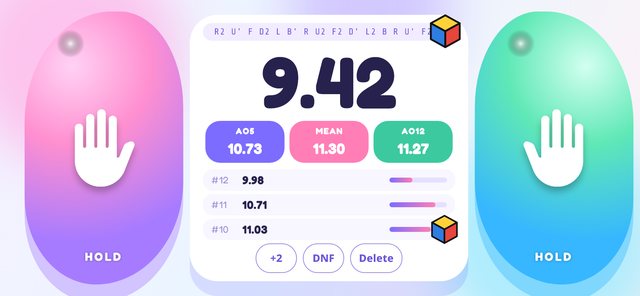 R2 U' F D2 L B' R U2 F2 D' L2 B R U' F2
9.42
AO5 MEAN AO12
10.73 11.30 11.27
#12 9.98
#11 10.71
#10 11.03
HOLD HOLD
+2 DNF Delete